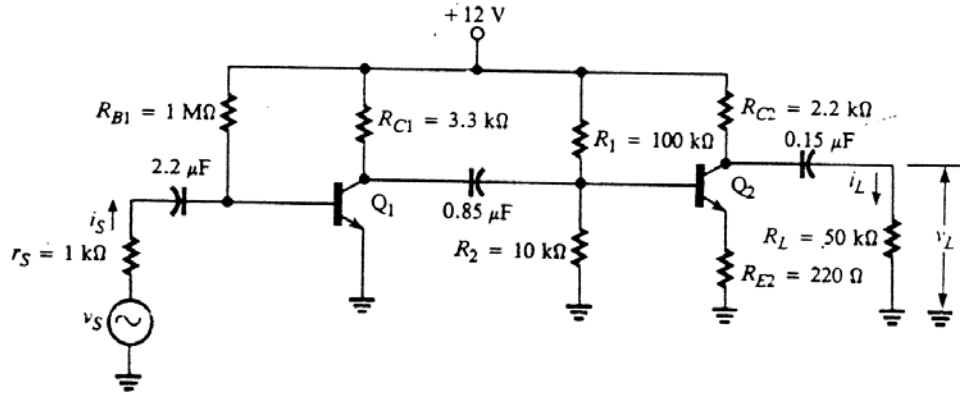 +12 V
R_B1 = 1 MΩ
R_C1 = 3.3 kΩ
R_1 = 100 kΩ
R_C2 = 2.2 kΩ
0.15 μF
2.2 μF
Q_1
0.85 μF
Q_2
i_L
i_S
r_S = 1 kΩ
R_2 = 10 kΩ
R_L = 50 kΩ
v_L
R_E2 = 220 Ω
v_S